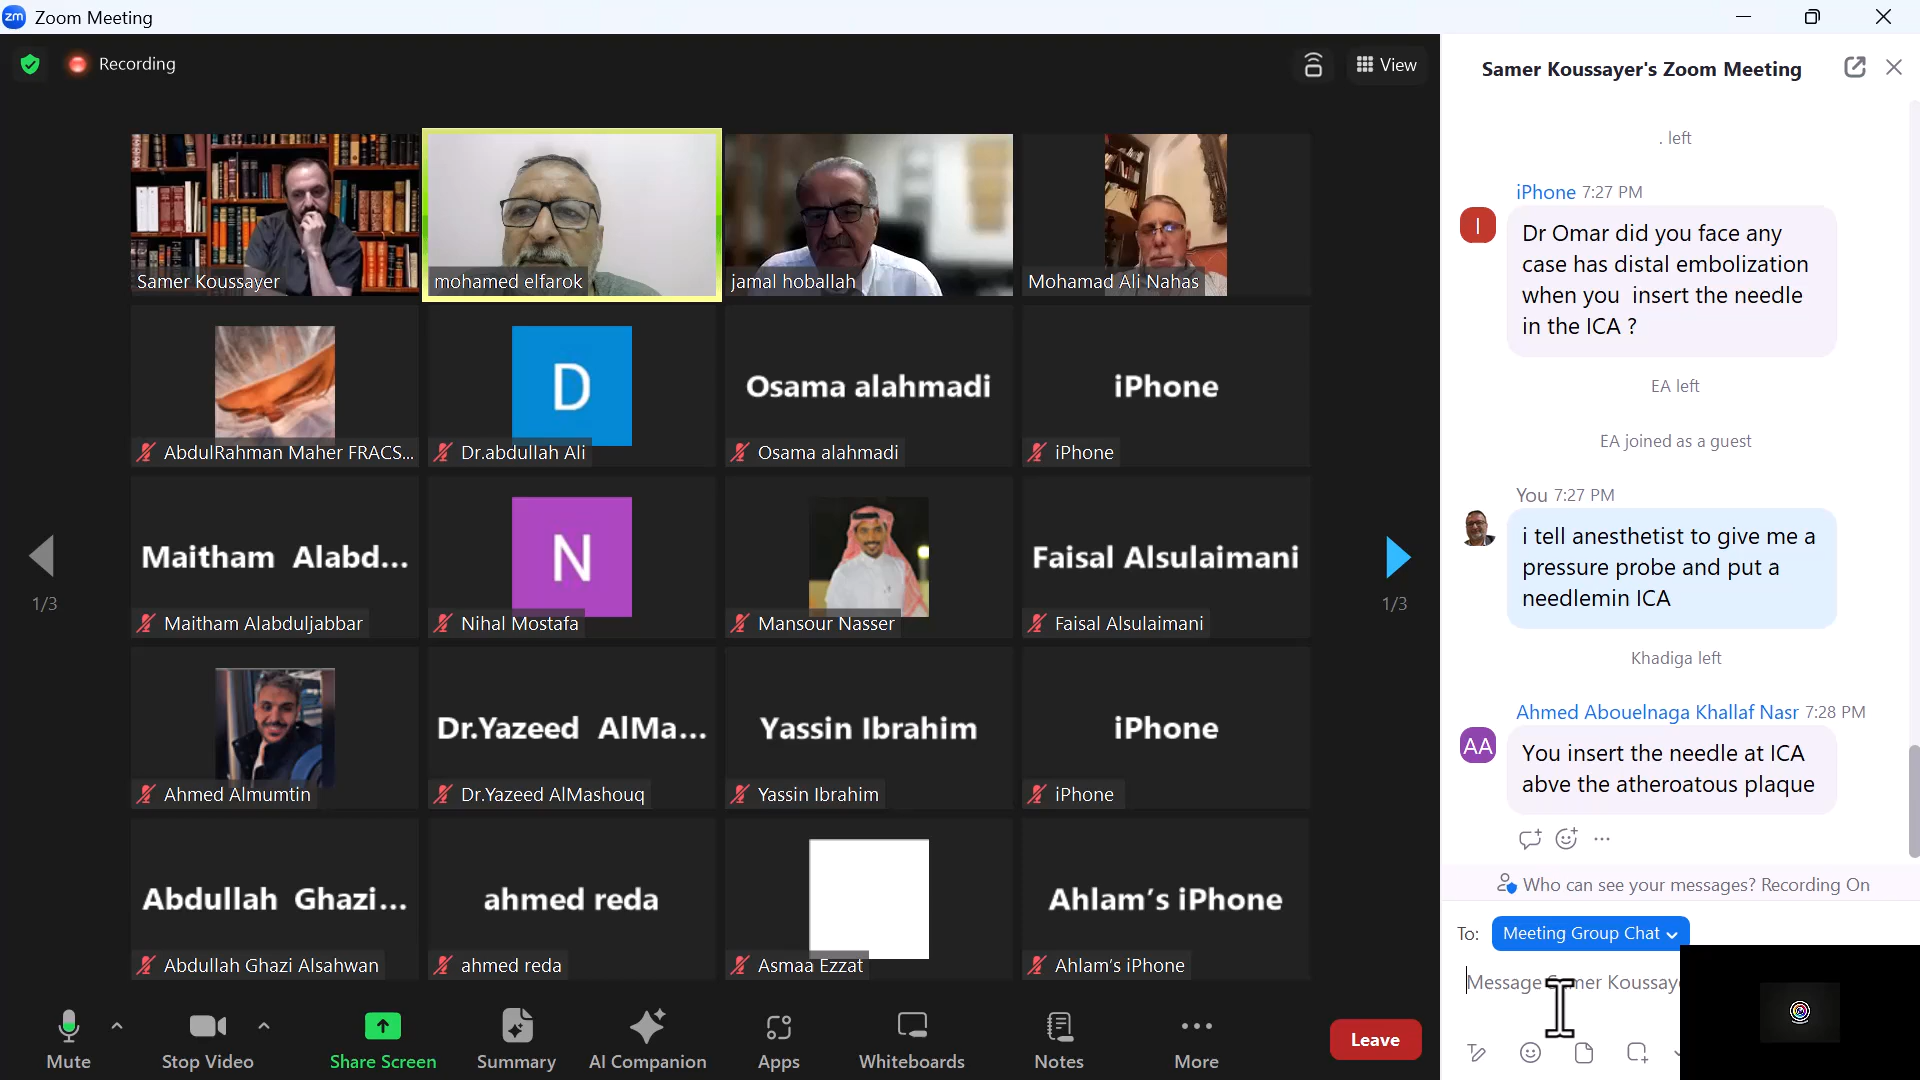 zm Zoom Meeting
Recording
View
Samer Koussayer's Zoom Meeting
Samer Koussayer
mohamed elfarok
jamal hoballah
Mohamad Ali Nahas
D
Osama alahmadi
iPhone
AbdulRahman Maher FRACS...
Dr.abdullah Ali
Osama alahmadi
iPhone
Maitham Alabd...
N
Faisal Alsulaimani
1/3
1/3
Maitham Alabduljabbar
Nihal Mostafa
Mansour Nasser
Faisal Alsulaimani
Dr.Yazeed AlMa...
Yassin Ibrahim
iPhone
Ahmed Almumtin
Dr.Yazeed AlMashouq
Yassin Ibrahim
iPhone
Abdullah Ghazi...
ahmed reda
Ahlam's iPhone
Abdullah Ghazi Alsahwan
ahmed reda
Asmaa Ezzat
Ahlam's iPhone
Mute
Stop Video
Share Screen
Summary
AI Companion
Apps
Whiteboards
Notes
More
Leave
. left
iPhone 7:27 PM
I
Dr Omar did you face any
case has distal embolization
when you insert the needle
in the ICA ?
EA left
EA joined as a guest
You 7:27 PM
i tell anesthetist to give me a
pressure probe and put a
needlemin ICA
Khadiga left
Ahmed Abouelnaga Khallaf Nasr 7:28 PM
AA
You insert the needle at ICA
abve the atheroatous plaque
Who can see your messages? Recording On
To: Meeting Group Chat
Message